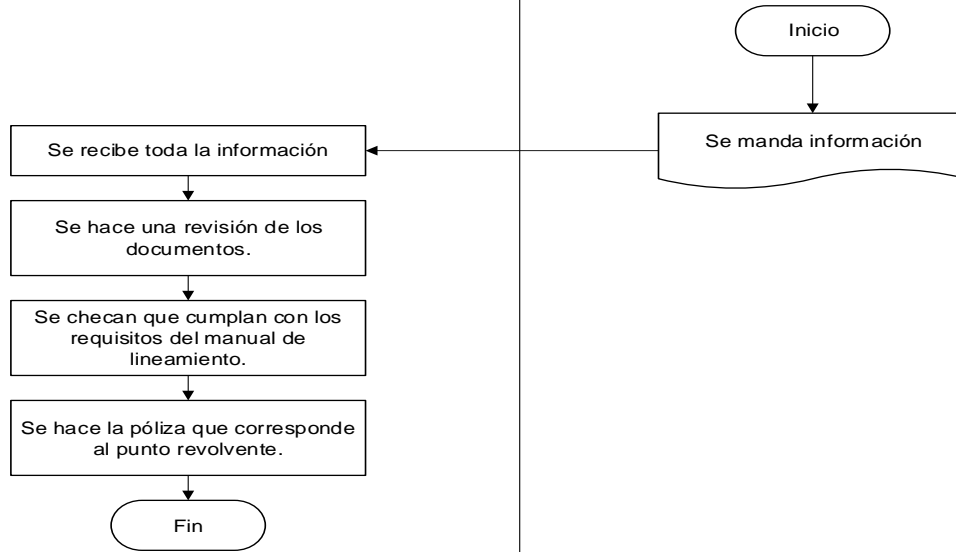 Inicio
Se manda información
Se recibe toda la información
Se hace una revisión de los
documentos.
Se checan que cumplan con los
requisitos del manual de
lineamiento.
Se hace la póliza que corresponde
al punto revolvente.
Fin